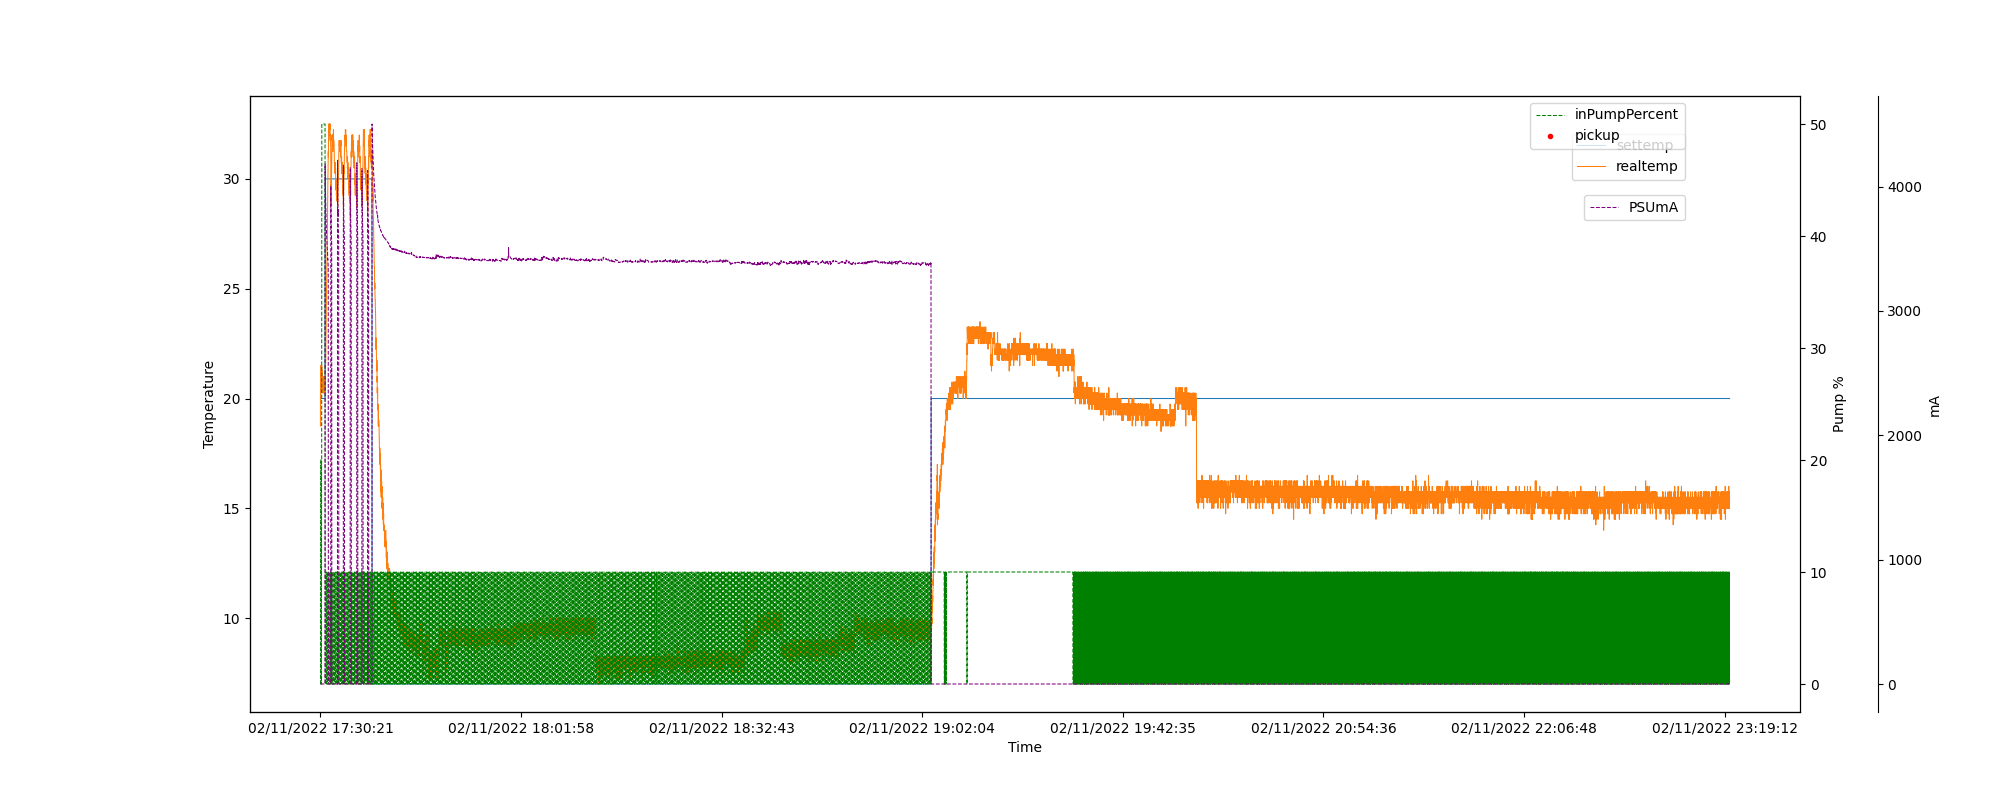 inPumpPercent
pickup
settemp
realtemp
PSUmA
30
25
20
15
10
Temperature
50
40
30
20
10
0
Pump %
4000
3000
2000
1000
0
mA
02/11/2022 17:30:21
02/11/2022 18:01:58
02/11/2022 18:32:43
02/11/2022 19:02:04
02/11/2022 19:42:35
02/11/2022 20:54:36
02/11/2022 22:06:48
02/11/2022 23:19:12
Time